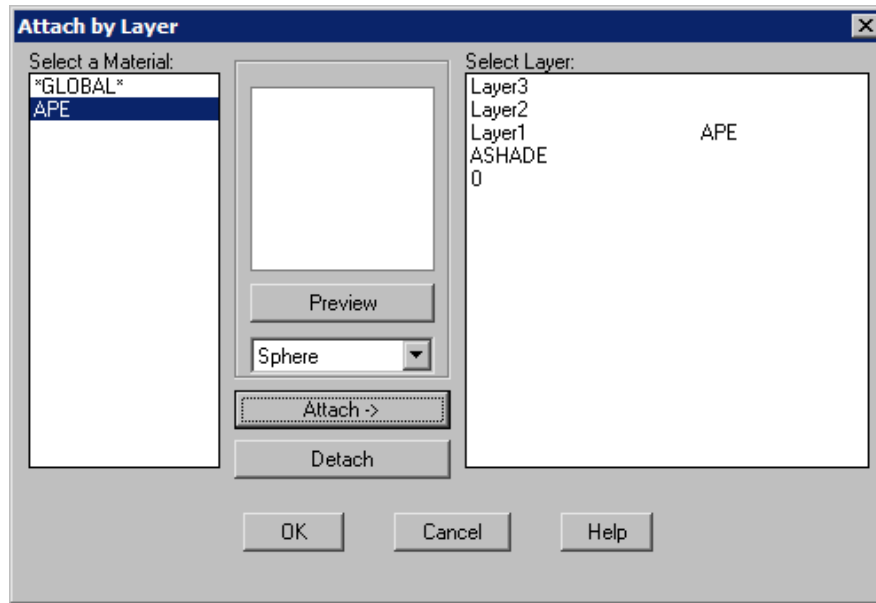 Attach by Layer
Select a Material:
*GLOBAL*
APE
Preview
Sphere
Attach ->
Detach
Select Layer:
Layer3
Layer2
Layer1 APE
ASHADE
0
OK Cancel Help